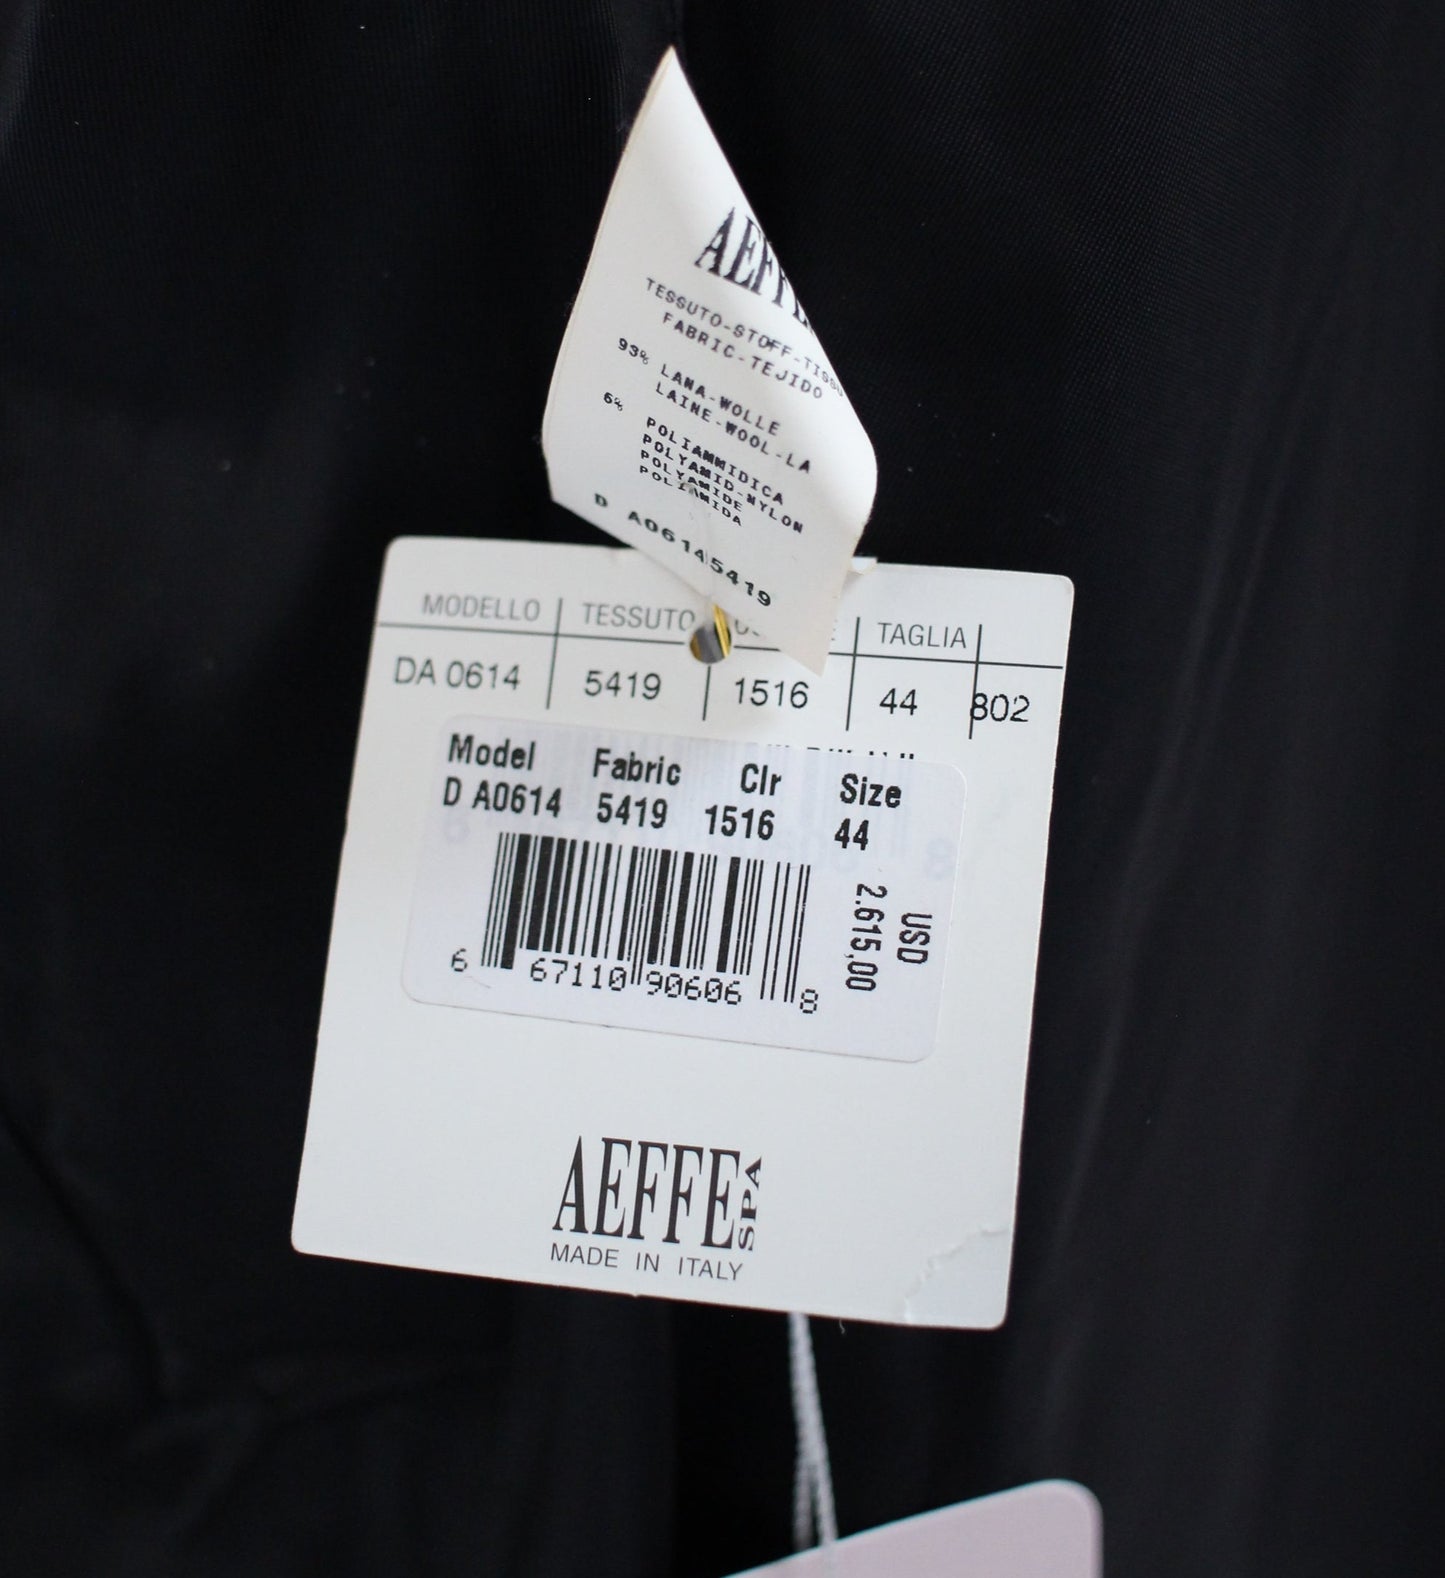 AEFFE
TESSUTO-STOFF-TISSU
FABRIC-TEJIDO
93% LANA-WOLLE
LAINE-WOOL-LA
6% POLIAMMIDICA
POLYAMID-NYLON
POLYAMIDE
POLIAMIDA
D A06145419
MODELLO TESSUTO TAGLIA
DA 0614 5419 1516 44 802
Model Fabric Clr Size
D A0614 5419 1516 44
6 67110 90606 8
USD
2.615,00
AEFFE SPA
MADE IN ITALY